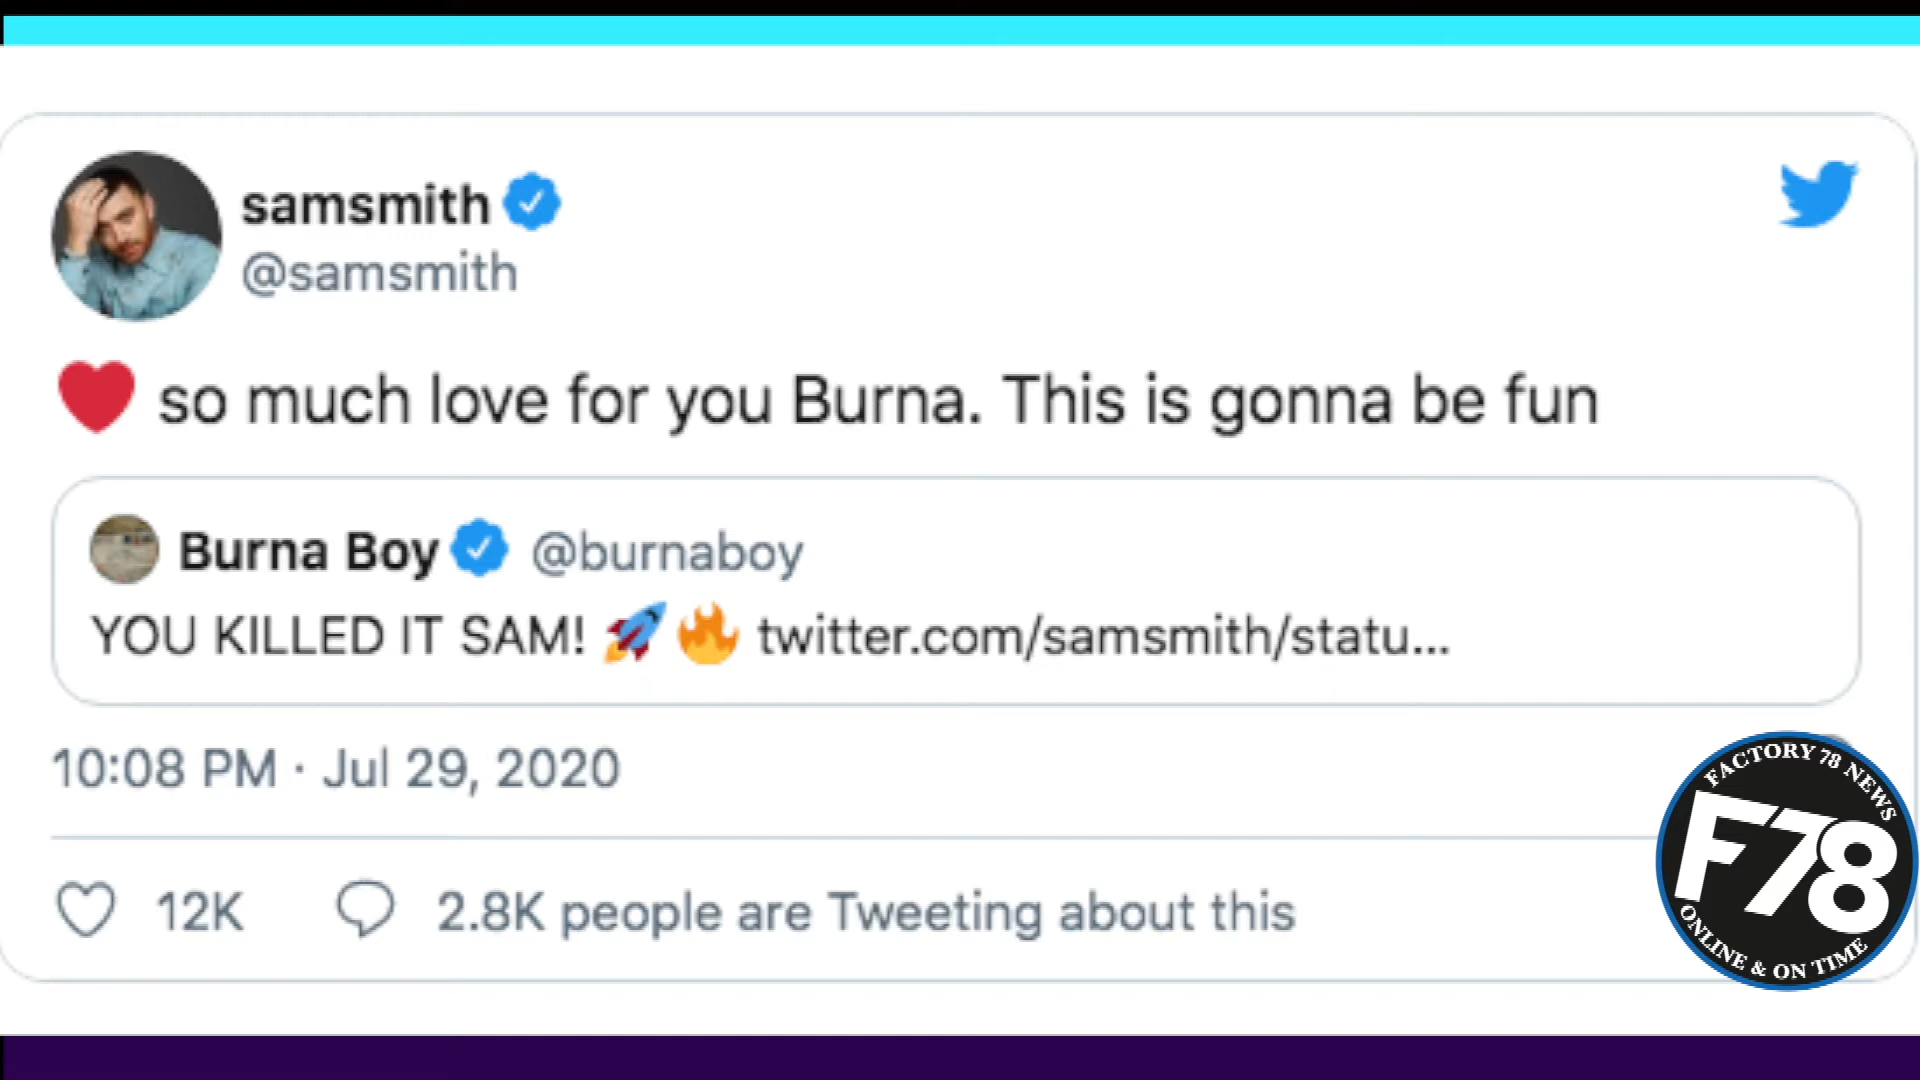 samsmith
@samsmith
❤️ so much love for you Burna. This is gonna be fun
Burna Boy @burnaboy
YOU KILLED IT SAM! 🚀🔥 twitter.com/samsmith/statu...
10:08 PM · Jul 29, 2020
12K 2.8K people are Tweeting about this
FACTORY 78 NEWS
F78
ONLINE & ON TIME